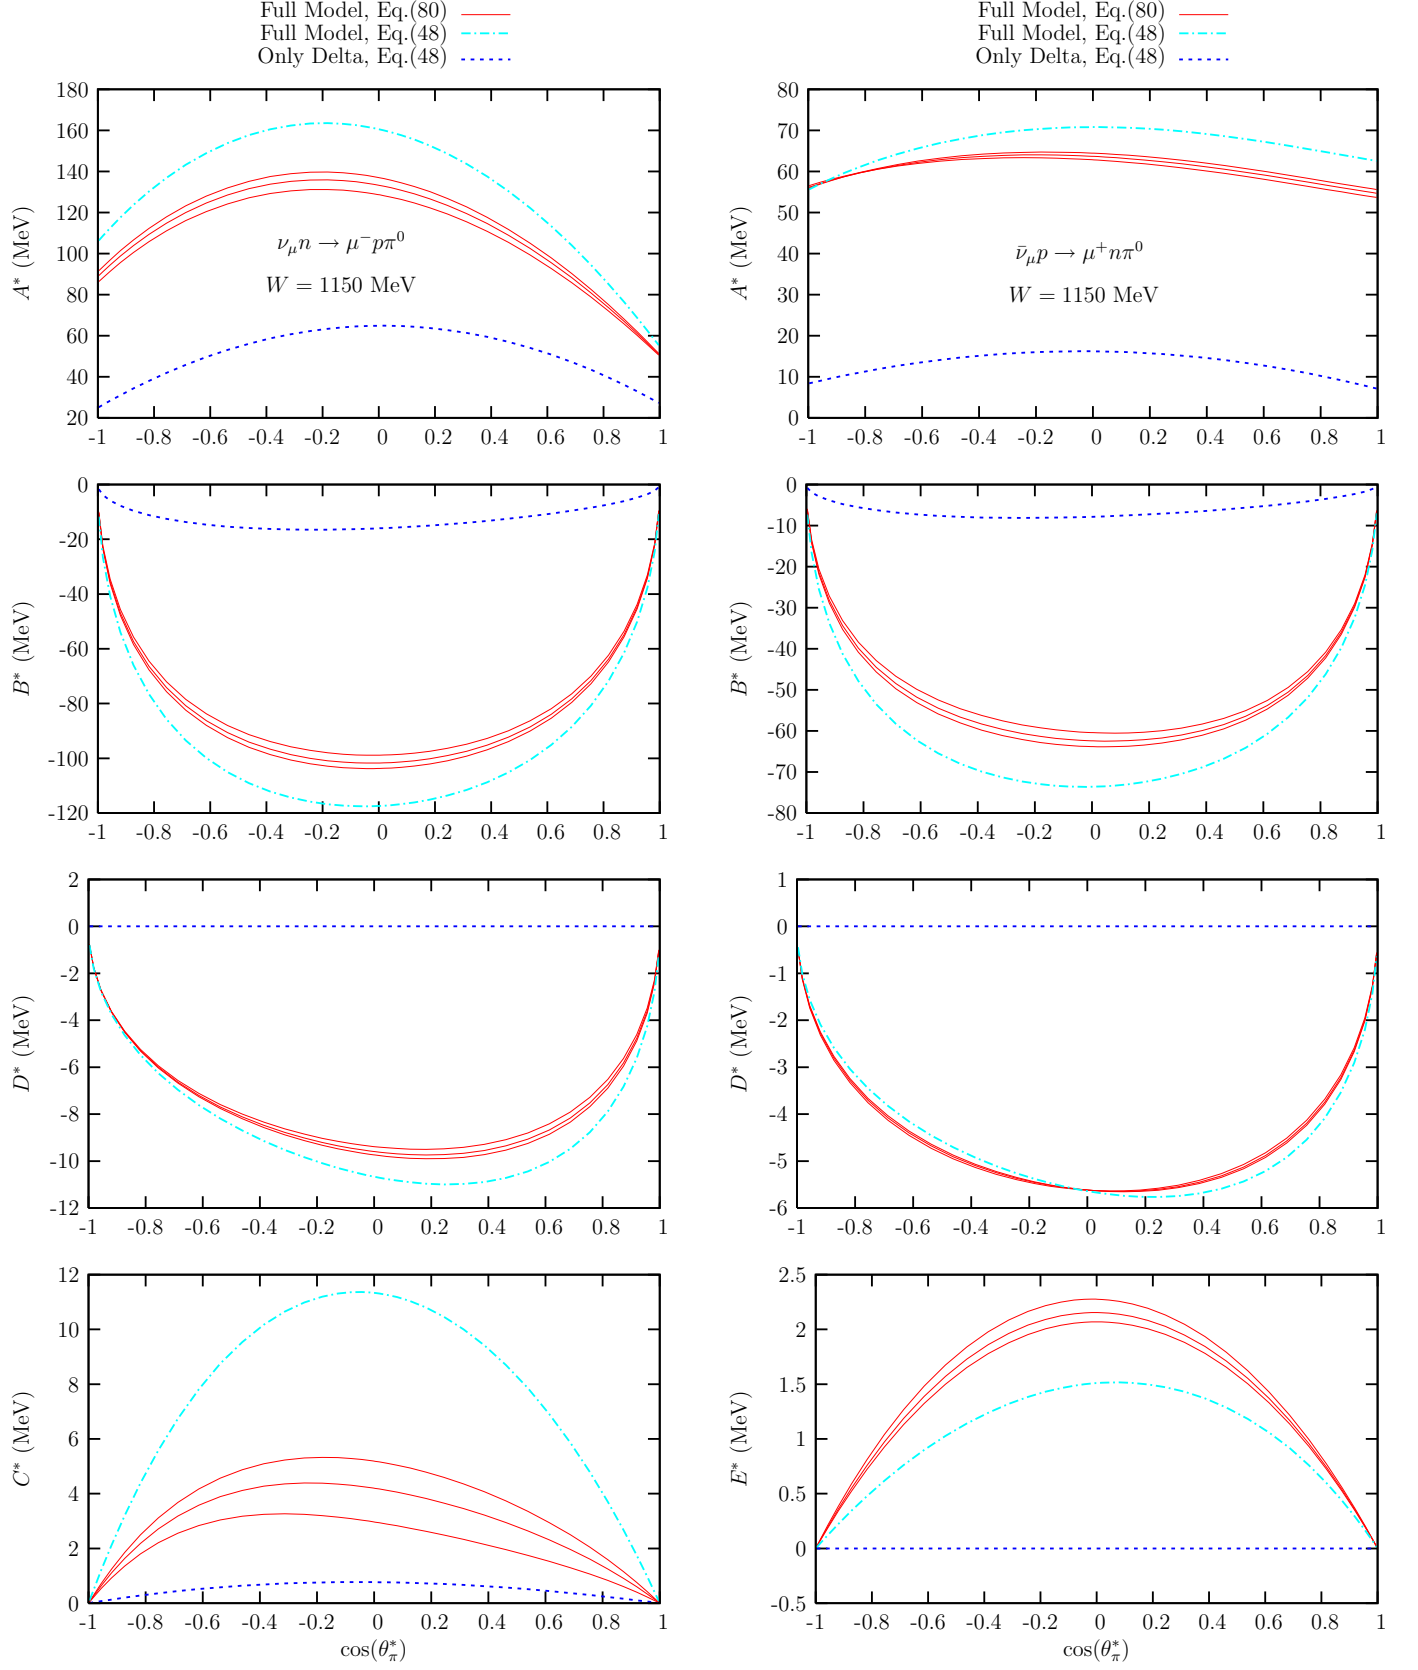 Full Model, Eq.(80)
Full Model, Eq.(48)
Only Delta, Eq.(48)
180
160
140
120
100
80
60
40
20
A* (MeV)
νμn → μ−pπ0
W = 1150 MeV
-1 -0.8 -0.6 -0.4 -0.2 0 0.2 0.4 0.6 0.8 1
Full Model, Eq.(80)
Full Model, Eq.(48)
Only Delta, Eq.(48)
80
70
60
50
40
30
20
10
0
A* (MeV)
ν̄μp → μ+nπ0
W = 1150 MeV
-1 -0.8 -0.6 -0.4 -0.2 0 0.2 0.4 0.6 0.8 1
0
-20
-40
-60
-80
-100
-120
B* (MeV)
-1 -0.8 -0.6 -0.4 -0.2 0 0.2 0.4 0.6 0.8 1
0
-10
-20
-30
-40
-50
-60
-70
-80
B* (MeV)
-1 -0.8 -0.6 -0.4 -0.2 0 0.2 0.4 0.6 0.8 1
2
0
-2
-4
-6
-8
-10
-12
D* (MeV)
-1 -0.8 -0.6 -0.4 -0.2 0 0.2 0.4 0.6 0.8 1
1
0
-1
-2
-3
-4
-5
-6
D* (MeV)
-1 -0.8 -0.6 -0.4 -0.2 0 0.2 0.4 0.6 0.8 1
12
10
8
6
4
2
0
C* (MeV)
-1 -0.8 -0.6 -0.4 -0.2 0 0.2 0.4 0.6 0.8 1
cos(θ*π)
2.5
2
1.5
1
0.5
0
-0.5
E* (MeV)
-1 -0.8 -0.6 -0.4 -0.2 0 0.2 0.4 0.6 0.8 1
cos(θ*π)